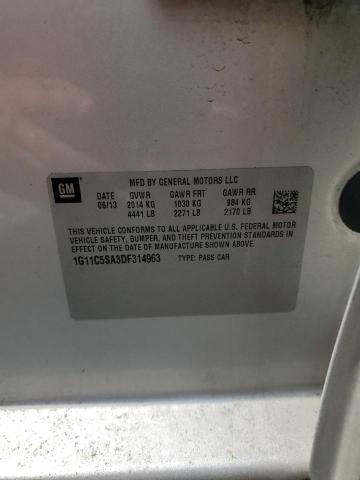 GM
MFD BY GENERAL MOTORS LLC
DATE GVWR GAWR FRT GAWR RR
06/13 2014 KG 1030 KG 984 KG
4441 LB 2271 LB 2170 LB
THIS VEHICLE CONFORMS TO ALL APPLICABLE U.S. FEDERAL MOTOR
VEHICLE SAFETY, BUMPER, AND THEFT PREVENTION STANDARDS IN
EFFECT ON THE DATE OF MANUFACTURE SHOWN ABOVE.
1G11C5SA3DF314963 TYPE: PASS CAR